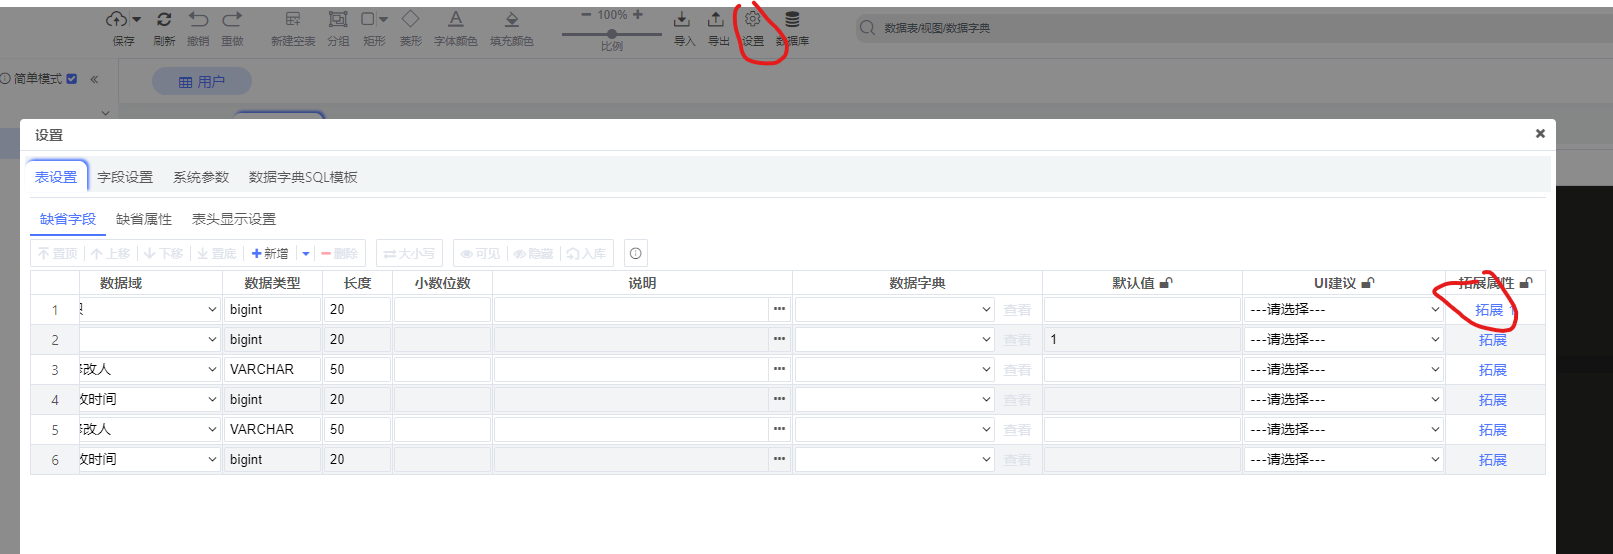 100%
保存 刷新 撤销 重做 新建空表 分组 矩形 菱形 字体颜色 填充颜色 比例 导入 导出 设置 数据库 数据表/视图/数据字典
简单模式 用户
设置
表设置 字段设置 系统参数 数据字典SQL模板
缺省字段 缺省属性 表头显示设置
置顶 上移 下移 置底 新增 删除 大小写 可见 隐藏 入库
数据域 数据类型 长度 小数位数 说明 数据字典 默认值 UI建议 拓展属性
1 bigint 20 ... 查看 ---请选择--- 拓展
2 bigint 20 ... 查看 1 ---请选择--- 拓展
3 改人 VARCHAR 50 ... 查看 ---请选择--- 拓展
4 时间 bigint 20 ... 查看 ---请选择--- 拓展
5 改人 VARCHAR 50 ... 查看 ---请选择--- 拓展
6 时间 bigint 20 ... 查看 ---请选择--- 拓展